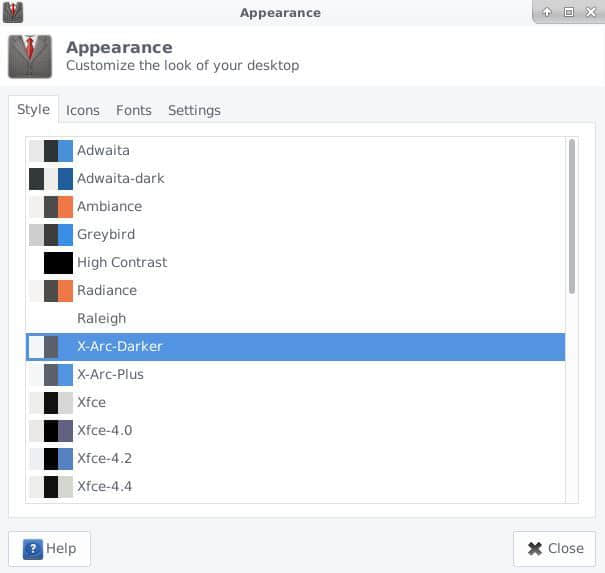 Appearance
Appearance
Customize the look of your desktop
Style Icons Fonts Settings
Adwaita
Adwaita-dark
Ambiance
Greybird
High Contrast
Radiance
Raleigh
X-Arc-Darker
X-Arc-Plus
Xfce
Xfce-4.0
Xfce-4.2
Xfce-4.4
? Help
Close